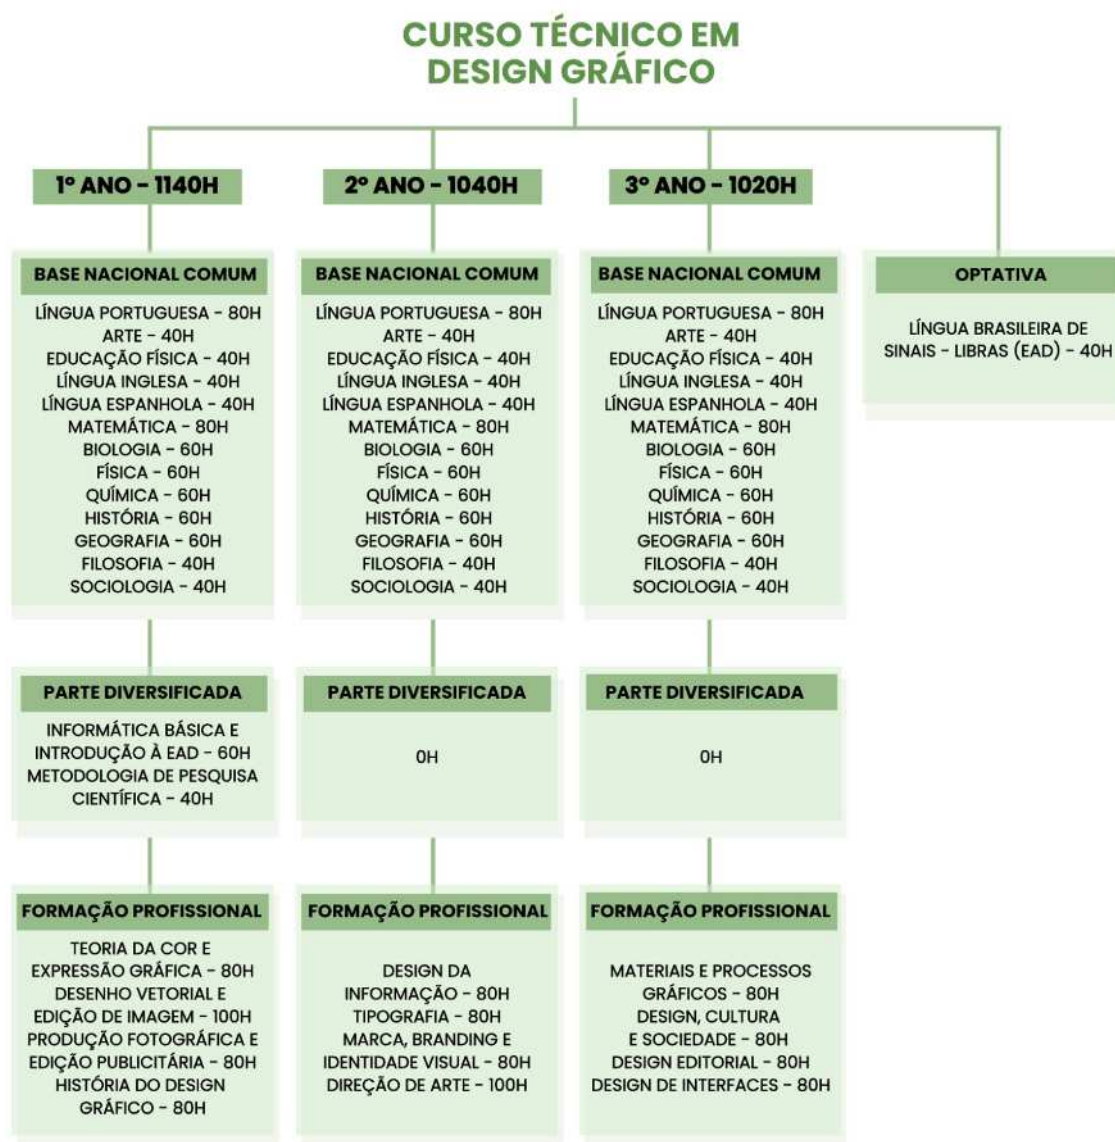 CURSO TÉCNICO EM
DESIGN GRÁFICO
1º ANO - 1140H
BASE NACIONAL COMUM
LÍNGUA PORTUGUESA - 80H
ARTE - 40H
EDUCAÇÃO FÍSICA - 40H
LÍNGUA INGLESA - 40H
LÍNGUA ESPANHOLA - 40H
MATEMÁTICA - 80H
BIOLOGIA - 60H
FÍSICA - 60H
QUÍMICA - 60H
HISTÓRIA - 60H
GEOGRAFIA - 60H
FILOSOFIA - 40H
SOCIOLOGIA - 40H
PARTE DIVERSIFICADA
INFORMÁTICA BÁSICA E
INTRODUÇÃO À EAD - 60H
METODOLOGIA DE PESQUISA
CIENTÍFICA - 40H
FORMAÇÃO PROFISSIONAL
TEORIA DA COR E
EXPRESSÃO GRÁFICA - 80H
DESENHO VETORIAL E
EDIÇÃO DE IMAGEM - 100H
PRODUÇÃO FOTOGRÁFICA E
EDIÇÃO PUBLICITÁRIA - 80H
HISTÓRIA DO DESIGN
GRÁFICO - 80H
2º ANO - 1040H
BASE NACIONAL COMUM
LÍNGUA PORTUGUESA - 80H
ARTE - 40H
EDUCAÇÃO FÍSICA - 40H
LÍNGUA INGLESA - 40H
LÍNGUA ESPANHOLA - 40H
MATEMÁTICA - 80H
BIOLOGIA - 60H
FÍSICA - 60H
QUÍMICA - 60H
HISTÓRIA - 60H
GEOGRAFIA - 60H
FILOSOFIA - 40H
SOCIOLOGIA - 40H
PARTE DIVERSIFICADA
0H
FORMAÇÃO PROFISSIONAL
DESIGN DA
INFORMAÇÃO - 80H
TIPOGRAFIA - 80H
MARCA, BRANDING E
IDENTIDADE VISUAL - 80H
DIREÇÃO DE ARTE - 100H
3º ANO - 1020H
BASE NACIONAL COMUM
LÍNGUA PORTUGUESA - 80H
ARTE - 40H
EDUCAÇÃO FÍSICA - 40H
LÍNGUA INGLESA - 40H
LÍNGUA ESPANHOLA - 40H
MATEMÁTICA - 80H
BIOLOGIA - 60H
FÍSICA - 60H
QUÍMICA - 60H
HISTÓRIA - 60H
GEOGRAFIA - 60H
FILOSOFIA - 40H
SOCIOLOGIA - 40H
PARTE DIVERSIFICADA
0H
FORMAÇÃO PROFISSIONAL
MATERIAIS E PROCESSOS
GRÁFICOS - 80H
DESIGN, CULTURA
E SOCIEDADE - 80H
DESIGN EDITORIAL - 80H
DESIGN DE INTERFACES - 80H
OPTATIVA
LÍNGUA BRASILEIRA DE
SINAIS - LIBRAS (EAD) - 40H